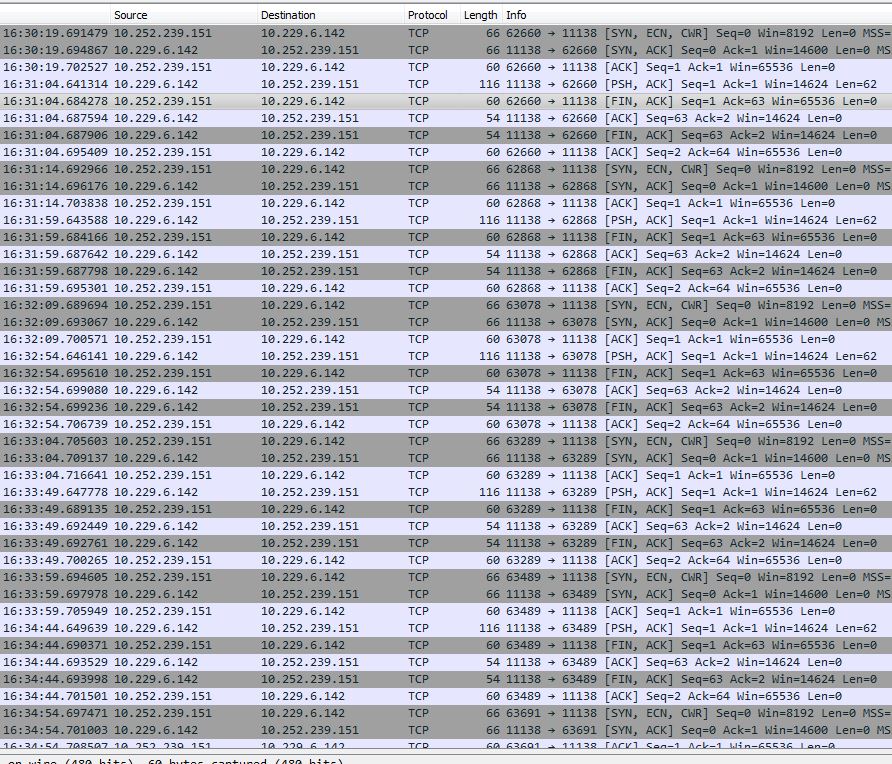 Source Destination Protocol Length Info
16:30:19.691479 10.252.239.151 10.229.6.142 TCP 66 62660 → 11138 [SYN, ECN, CWR] Seq=0 Win=8192 Len=0 MSS=
16:30:19.694867 10.229.6.142 10.252.239.151 TCP 66 11138 → 62660 [SYN, ACK] Seq=0 Ack=1 Win=14600 Len=0 MS
16:30:19.702527 10.252.239.151 10.229.6.142 TCP 60 62660 → 11138 [ACK] Seq=1 Ack=1 Win=65536 Len=0
16:31:04.641314 10.229.6.142 10.252.239.151 TCP 116 11138 → 62660 [PSH, ACK] Seq=1 Ack=1 Win=14624 Len=62
16:31:04.684278 10.252.239.151 10.229.6.142 TCP 60 62660 → 11138 [FIN, ACK] Seq=1 Ack=63 Win=65536 Len=0
16:31:04.687594 10.229.6.142 10.252.239.151 TCP 54 11138 → 62660 [ACK] Seq=63 Ack=2 Win=14624 Len=0
16:31:04.687906 10.229.6.142 10.252.239.151 TCP 54 11138 → 62660 [FIN, ACK] Seq=63 Ack=2 Win=14624 Len=0
16:31:04.695409 10.252.239.151 10.229.6.142 TCP 60 62660 → 11138 [ACK] Seq=2 Ack=64 Win=65536 Len=0
16:31:14.692966 10.252.239.151 10.229.6.142 TCP 66 62868 → 11138 [SYN, ECN, CWR] Seq=0 Win=8192 Len=0 MSS=
16:31:14.696176 10.229.6.142 10.252.239.151 TCP 66 11138 → 62868 [SYN, ACK] Seq=0 Ack=1 Win=14600 Len=0 MS
16:31:14.703838 10.252.239.151 10.229.6.142 TCP 60 62868 → 11138 [ACK] Seq=1 Ack=1 Win=65536 Len=0
16:31:59.643588 10.229.6.142 10.252.239.151 TCP 116 11138 → 62868 [PSH, ACK] Seq=1 Ack=1 Win=14624 Len=62
16:31:59.684166 10.252.239.151 10.229.6.142 TCP 60 62868 → 11138 [FIN, ACK] Seq=1 Ack=63 Win=65536 Len=0
16:31:59.687642 10.229.6.142 10.252.239.151 TCP 54 11138 → 62868 [ACK] Seq=63 Ack=2 Win=14624 Len=0
16:31:59.687798 10.229.6.142 10.252.239.151 TCP 54 11138 → 62868 [FIN, ACK] Seq=63 Ack=2 Win=14624 Len=0
16:31:59.695301 10.252.239.151 10.229.6.142 TCP 60 62868 → 11138 [ACK] Seq=2 Ack=64 Win=65536 Len=0
16:32:09.689694 10.252.239.151 10.229.6.142 TCP 66 63078 → 11138 [SYN, ECN, CWR] Seq=0 Win=8192 Len=0 MSS=
16:32:09.693067 10.229.6.142 10.252.239.151 TCP 66 11138 → 63078 [SYN, ACK] Seq=0 Ack=1 Win=14600 Len=0 MS
16:32:09.700571 10.252.239.151 10.229.6.142 TCP 60 63078 → 11138 [ACK] Seq=1 Ack=1 Win=65536 Len=0
16:32:54.646141 10.229.6.142 10.252.239.151 TCP 116 11138 → 63078 [PSH, ACK] Seq=1 Ack=1 Win=14624 Len=62
16:32:54.695610 10.252.239.151 10.229.6.142 TCP 60 63078 → 11138 [FIN, ACK] Seq=1 Ack=63 Win=65536 Len=0
16:32:54.699080 10.229.6.142 10.252.239.151 TCP 54 11138 → 63078 [ACK] Seq=63 Ack=2 Win=14624 Len=0
16:32:54.699236 10.229.6.142 10.252.239.151 TCP 54 11138 → 63078 [FIN, ACK] Seq=63 Ack=2 Win=14624 Len=0
16:32:54.706739 10.252.239.151 10.229.6.142 TCP 60 63078 → 11138 [ACK] Seq=2 Ack=64 Win=65536 Len=0
16:33:04.705603 10.252.239.151 10.229.6.142 TCP 66 63289 → 11138 [SYN, ECN, CWR] Seq=0 Win=8192 Len=0 MSS=
16:33:04.709137 10.229.6.142 10.252.239.151 TCP 66 11138 → 63289 [SYN, ACK] Seq=0 Ack=1 Win=14600 Len=0 MS
16:33:04.716641 10.252.239.151 10.229.6.142 TCP 60 63289 → 11138 [ACK] Seq=1 Ack=1 Win=65536 Len=0
16:33:49.647778 10.229.6.142 10.252.239.151 TCP 116 11138 → 63289 [PSH, ACK] Seq=1 Ack=1 Win=14624 Len=62
16:33:49.689135 10.252.239.151 10.229.6.142 TCP 60 63289 → 11138 [FIN, ACK] Seq=1 Ack=63 Win=65536 Len=0
16:33:49.692449 10.229.6.142 10.252.239.151 TCP 54 11138 → 63289 [ACK] Seq=63 Ack=2 Win=14624 Len=0
16:33:49.692761 10.229.6.142 10.252.239.151 TCP 54 11138 → 63289 [FIN, ACK] Seq=63 Ack=2 Win=14624 Len=0
16:33:49.700265 10.252.239.151 10.229.6.142 TCP 60 63289 → 11138 [ACK] Seq=2 Ack=64 Win=65536 Len=0
16:33:59.694605 10.252.239.151 10.229.6.142 TCP 66 63489 → 11138 [SYN, ECN, CWR] Seq=0 Win=8192 Len=0 MSS=
16:33:59.697978 10.229.6.142 10.252.239.151 TCP 66 11138 → 63489 [SYN, ACK] Seq=0 Ack=1 Win=14600 Len=0 MS
16:33:59.705949 10.252.239.151 10.229.6.142 TCP 60 63489 → 11138 [ACK] Seq=1 Ack=1 Win=65536 Len=0
16:34:44.649639 10.229.6.142 10.252.239.151 TCP 116 11138 → 63489 [PSH, ACK] Seq=1 Ack=1 Win=14624 Len=62
16:34:44.690371 10.252.239.151 10.229.6.142 TCP 60 63489 → 11138 [FIN, ACK] Seq=1 Ack=63 Win=65536 Len=0
16:34:44.693529 10.229.6.142 10.252.239.151 TCP 54 11138 → 63489 [ACK] Seq=63 Ack=2 Win=14624 Len=0
16:34:44.693998 10.229.6.142 10.252.239.151 TCP 54 11138 → 63489 [FIN, ACK] Seq=63 Ack=2 Win=14624 Len=0
16:34:44.701501 10.252.239.151 10.229.6.142 TCP 60 63489 → 11138 [ACK] Seq=2 Ack=64 Win=65536 Len=0
16:34:54.697471 10.252.239.151 10.229.6.142 TCP 66 63691 → 11138 [SYN, ECN, CWR] Seq=0 Win=8192 Len=0 MSS=
16:34:54.701003 10.229.6.142 10.252.239.151 TCP 66 11138 → 63691 [SYN, ACK] Seq=0 Ack=1 Win=14600 Len=0 MS
16:34:54.708507 10.252.239.151 10.229.6.142 TCP 60 63691 → 11138 [ACK] Seq=1 Ack=1 Win=65536 Len=0
on wire (480 bits), 60 bytes captured (480 bits)